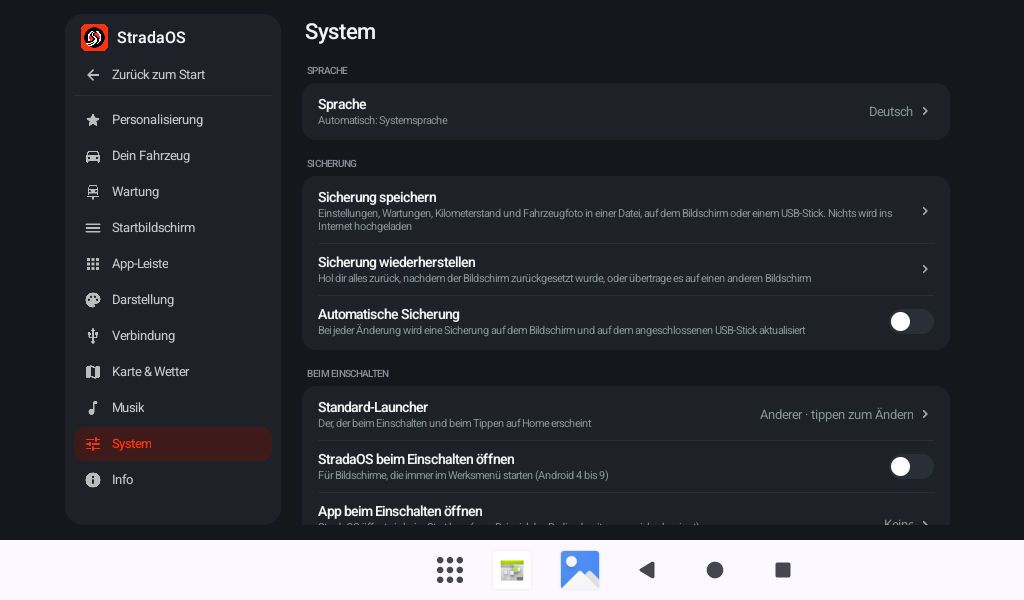 StradaOS
Zurück zum Start
Personalisierung
Dein Fahrzeug
Wartung
Startbildschirm
App-Leiste
Darstellung
Verbindung
Karte & Wetter
Musik
System
Info
System
SPRACHE
Sprache
Automatisch: Systemsprache
Deutsch
SICHERUNG
Sicherung speichern
Einstellungen, Wartungen, Kilometerstand und Fahrzeugfoto in einer Datei, auf dem Bildschirm oder einem USB-Stick. Nichts wird ins
Internet hochgeladen
Sicherung wiederherstellen
Hol dir alles zurück, nachdem der Bildschirm zurückgesetzt wurde, oder übertrage es auf einen anderen Bildschirm
Automatische Sicherung
Bei jeder Änderung wird eine Sicherung auf dem Bildschirm und auf dem angeschlossenen USB-Stick aktualisiert
BEIM EINSCHALTEN
Standard-Launcher
Der, der beim Einschalten und beim Tippen auf Home erscheint
Anderer · tippen zum Ändern
StradaOS beim Einschalten öffnen
Für Bildschirme, die immer im Werksmenü starten (Android 4 bis 9)
App beim Einschalten öffnen
Keine